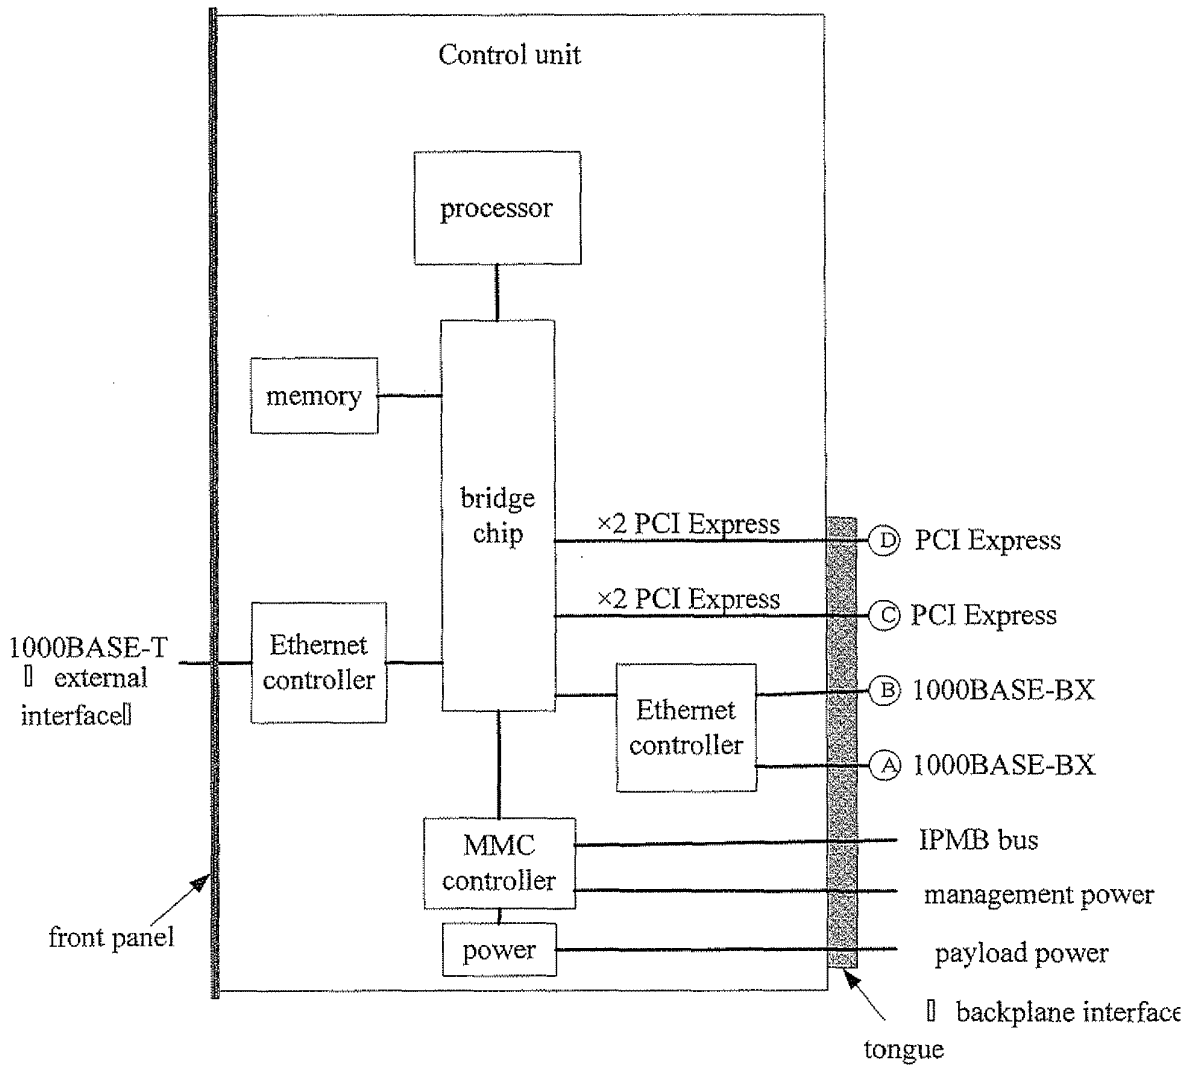 Control unit
processor
memory
bridge
chip
×2 PCI Express
D PCI Express
×2 PCI Express
C PCI Express
1000BASE-T
▯ external
interface▯
Ethernet
controller
Ethernet
controller
B 1000BASE-BX
A 1000BASE-BX
MMC
controller
IPMB bus
management power
front panel
power
payload power
▯ backplane interface
tongue